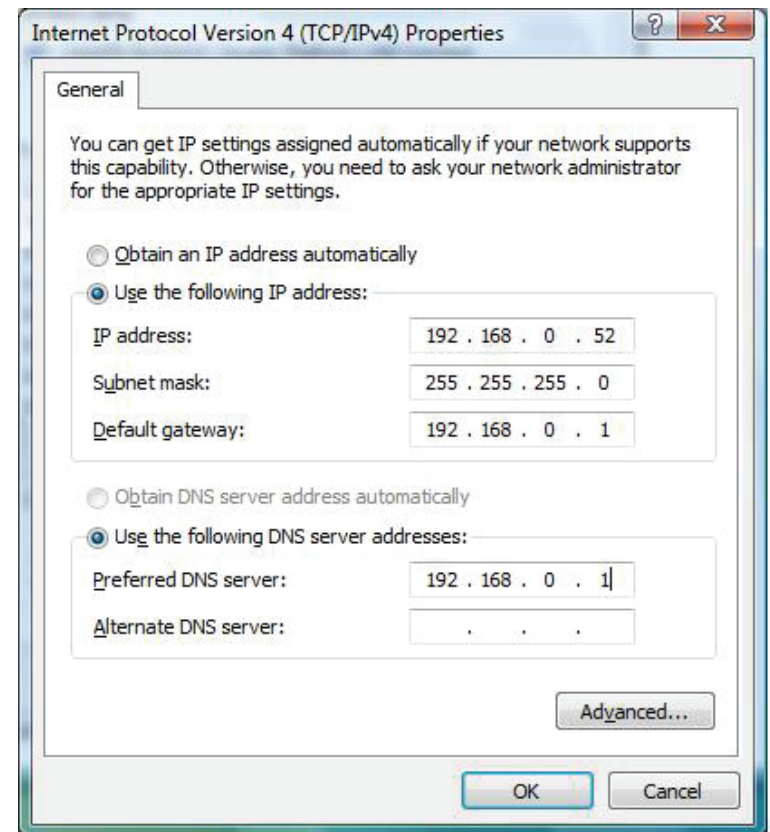 Internet Protocol Version 4 (TCP/IPv4) Properties
?
X
General
You can get IP settings assigned automatically if your network supports
this capability. Otherwise, you need to ask your network administrator
for the appropriate IP settings.
Obtain an IP address automatically
Use the following IP address:
IP address: 192 . 168 . 0 . 52
Subnet mask: 255 . 255 . 255 . 0
Default gateway: 192 . 168 . 0 . 1
Obtain DNS server address automatically
Use the following DNS server addresses:
Preferred DNS server: 192 . 168 . 0 . 1
Alternate DNS server: . . .
Advanced...
OK Cancel